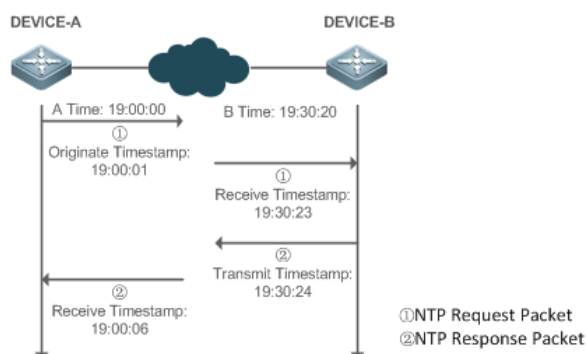 DEVICE-A
DEVICE-B
A Time: 19:00:00
B Time: 19:30:20
①
Originate Timestamp:
19:00:01
①
Receive Timestamp:
19:30:23
②
Transmit Timestamp:
19:30:24
②
Receive Timestamp:
19:00:06
①NTP Request Packet
②NTP Response Packet